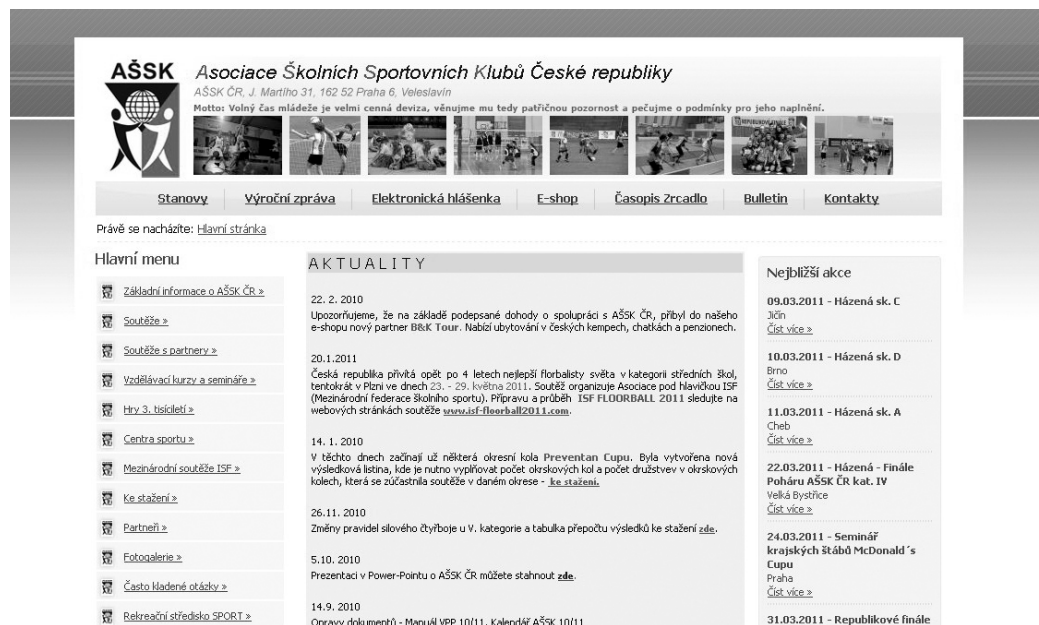 AŠSK
Asociace Školních Sportovních Klubů České republiky
AŠSK ČR, J. Martího 31, 162 52 Praha 6, Veleslavín
Motto: Volný čas mládeže je velmi cenná deviza, věnujme mu tedy patřičnou pozornost a pečujme o podmínky pro jeho naplnění.
Stanovy Výroční zpráva Elektronická hlášenka E-shop Časopis Zrcadlo Bulletin Kontakty
Právě se nacházíte: Hlavní stránka
Hlavní menu
Základní informace o AŠSK ČR »
Soutěže »
Soutěže s partnery »
Vzdělávací kurzy a semináře »
Hry 3. tisíciletí »
Centra sportu »
Mezinárodní soutěže ISF »
Ke stažení »
Partneři »
Fotogalerie »
Často kladené otázky »
Rekreační středisko SPORT »
AKTUALITY
22. 2. 2010
Upozorňujeme, že na základě podepsané dohody o spolupráci s AŠSK ČR, přibyl do našeho
e-shopu nový partner B&K Tour. Nabízí ubytování v českých kempech, chatkách a penzionech.
20.1.2011
Česká republika přivítá opět po 4 letech nejlepší florbalisty světa v kategorii středních škol,
tentokrát v Plzni ve dnech 23. - 29. května 2011. Soutěž organizuje Asociace pod hlavičkou ISF
(Mezinárodní federace školního sportu). Přípravu a průběh ISF FLOORBALL 2011 sledujte na
webových stránkách soutěže www.isf-floorball2011.com.
14. 1. 2010
V těchto dnech začínají už některá okresní kola Preventan Cupu. Byla vytvořena nová
výsledková listina, kde je nutno vyplňovat počet okrskových kol a počet družstev v okrskových
kolech, která se zúčastnila soutěže v daném okrese - ke stažení.
26.11. 2010
Změny pravidel silového čtyřboje u V. kategorie a tabulka přepočtu výsledků ke stažení zde.
5.10. 2010
Prezentaci v Power-Pointu o AŠSK ČR můžete stahnout zde.
14.9. 2010
Opravy dokumentů - Manuál VPP 10/11, Kalendář AŠSK 10/11
Nejbližší akce
09.03.2011 - Házená sk. C
Jičín
Číst více »
10.03.2011 - Házená sk. D
Brno
Číst více »
11.03.2011 - Házená sk. A
Cheb
Číst více »
22.03.2011 - Házená - Finále
Poháru AŠSK ČR kat. IV
Velká Bystřice
Číst více »
24.03.2011 - Seminář
krajských štábů McDonald´s
Cupu
Praha
Číst více »
31.03.2011 - Republikové finále